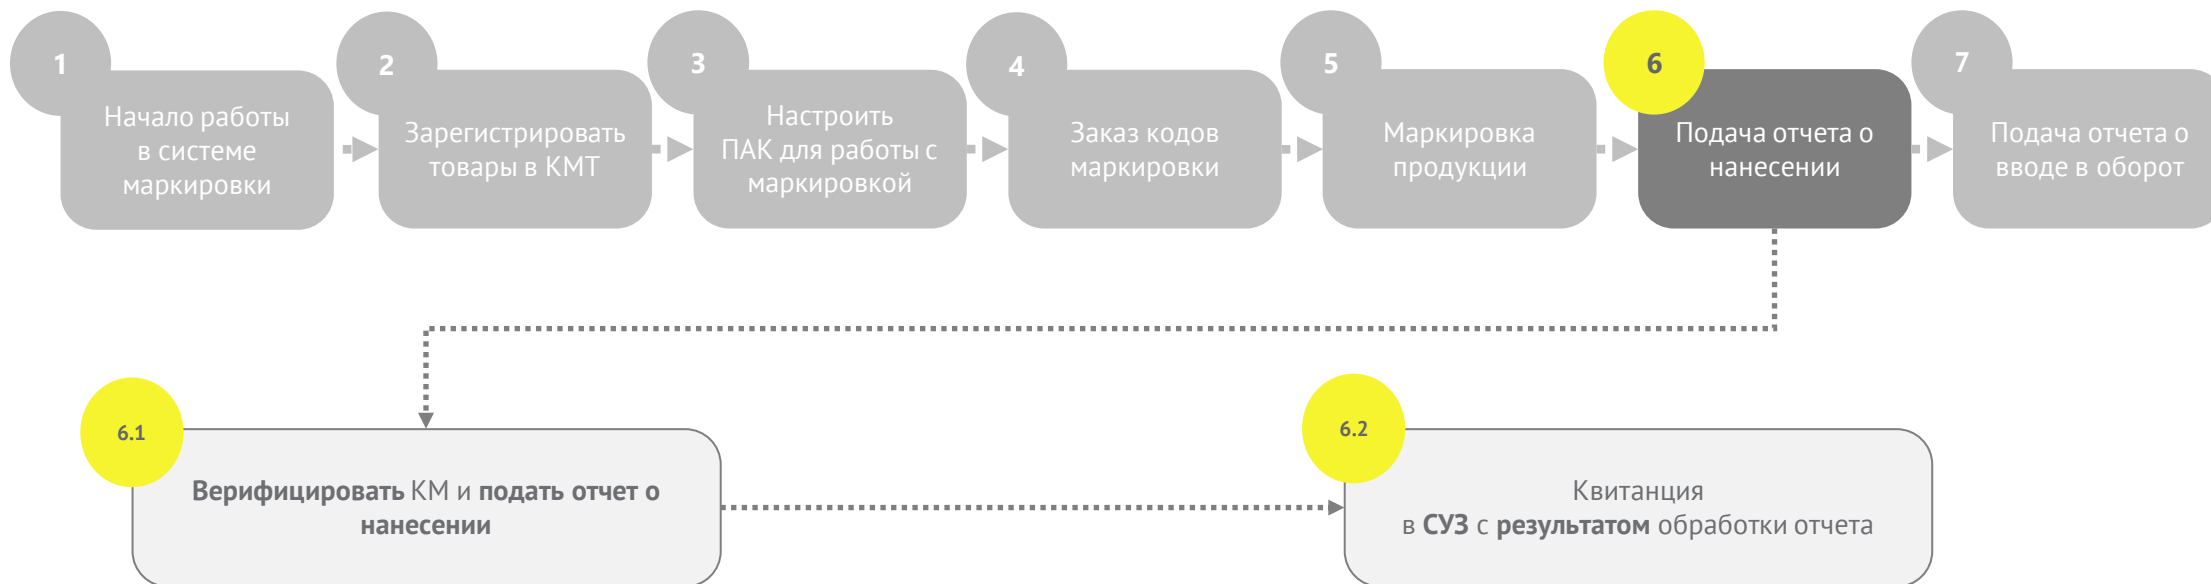 1
Начало работы
в системе
маркировки
2
Зарегистрировать
товары в КМТ
3
Настроить
ПАК для работы с
маркировкой
4
Заказ кодов
маркировки
5
Маркировка
продукции
6
Подача отчета о
нанесении
7
Подача отчета о
вводе в оборот
6.1
Верифицировать КМ и подать отчет о
нанесении
6.2
Квитанция
в СУЗ с результатом обработки отчета